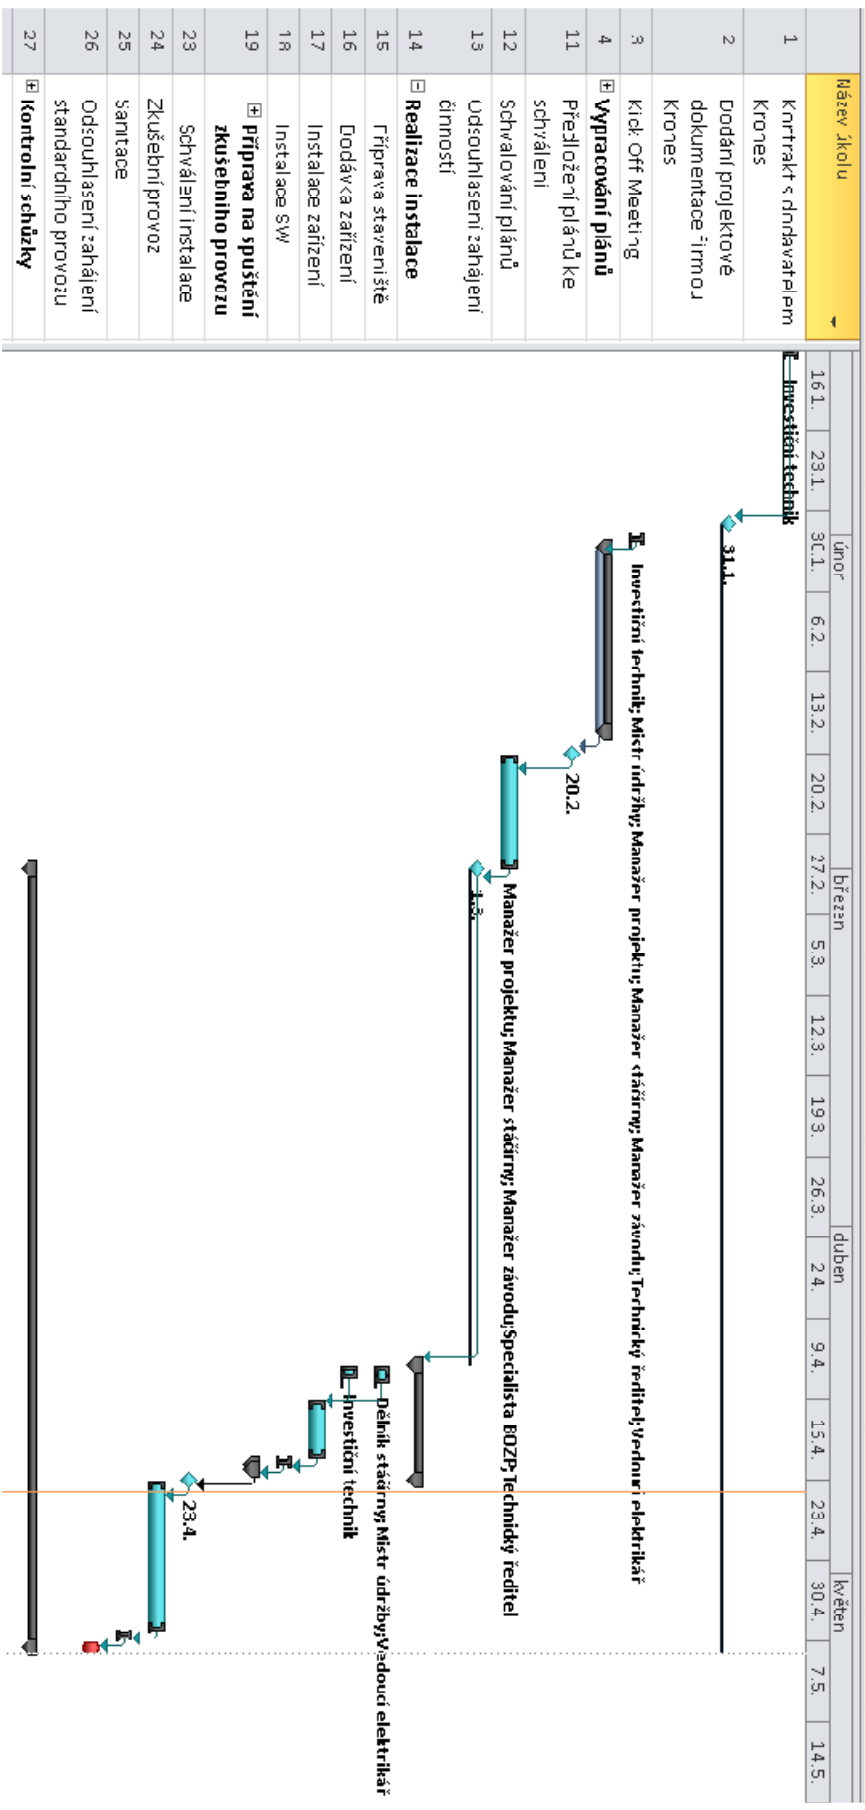 Název úkolu
únor
březen
duben
květen
16.1.
23.1.
30.1.
6.2.
13.2.
20.2.
27.2.
5.3.
12.3.
19.3.
26.3.
2.4.
9.4.
15.4.
23.4.
30.4.
7.5.
14.5.
1
Kontrakt s dodavatelem
Krones
Investiční technik
2
Dodání projektové
dokumentace firmou
Krones
31.1.
3
Kick Off Meeting
Investiční technik; Mistr údržby; Manažer projektu; Manažer stáčírny; Manažer závodu; Technický ředitel; Vedoucí elektrikář
4
Vypracování plánů
11
Předložení plánů ke
schválení
20.2.
12
Schvalování plánů
Manažer projektu; Manažer stáčírny; Manažer závodu;Specialista BOZP; Technický ředitel
13
Odsouhlasení zahájení
činností
1.3.
14
Realizace instalace
15
Příprava staveniště
Dělník stáčírny; Mistr údržby;Vedoucí elektrikář
16
Dodávka zařízení
Investiční technik
17
Instalace zařízení
18
Instalace SW
19
Příprava na spuštění
zkušebního provozu
23
Schválení instalace
23.4.
24
Zkušební provoz
25
Sanitace
26
Odsouhlasení zahájení
standardního provozu
27
Kontrolní schůzky